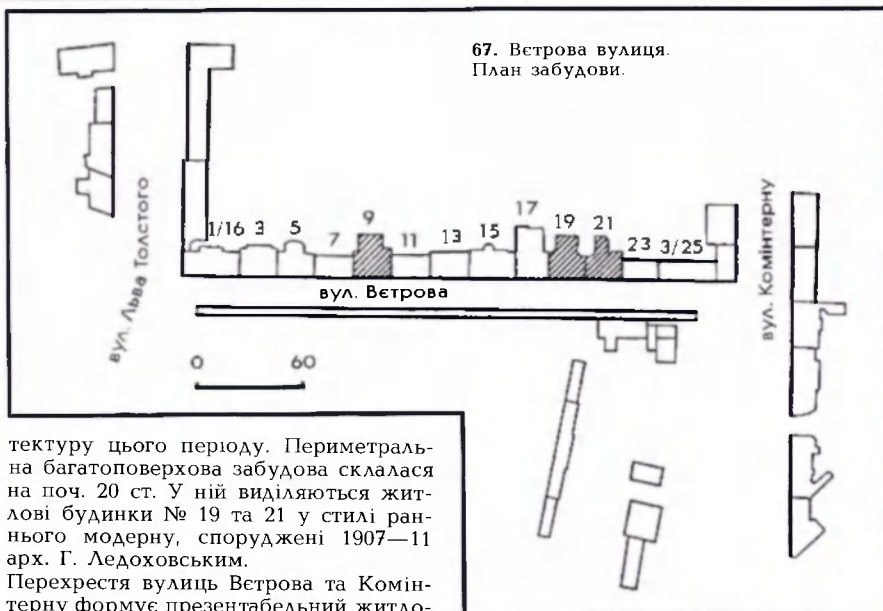 67. Вєтрова вулиця.
План забудови.
вул. Льва Толстого
1/16 3 5 7 9 11 13 15 17 19 21 23 3/25
вул. Вєтрова
вул. Комінтерну
0 60
тектуру цього періоду. Периметраль-
на багатоповерхова забудова склалася
на поч. 20 ст. У ній виділяються жит-
лові будинки № 19 та 21 у стилі ран-
нього модерну, споруджені 1907—11
арх. Г. Ледоховським.
Перехрестя вулиць Вєтрова та Комін-
терну формує презентабельний житло-